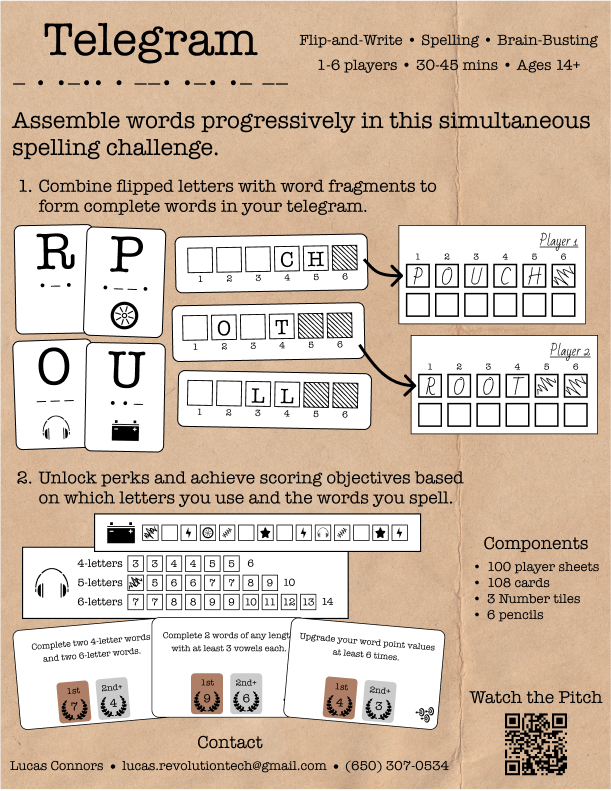 Telegram
Flip-and-Write • Spelling • Brain-Busting
1-6 players • 30-45 mins • Ages 14+
Assemble words progressively in this simultaneous
spelling challenge.
1. Combine flipped letters with word fragments to
form complete words in your telegram.
R
P
O
U
C H
1 2 3 4 5 6
O T
1 2 3 4 5 6
L L
1 2 3 4 5 6
Player 1
1 2 3 4 5 6
P O U C H
Player 2
1 2 3 4 5 6
R O O T
2. Unlock perks and achieve scoring objectives based
on which letters you use and the words you spell.
4-letters 3 3 4 4 5 5 6
5-letters 5 6 6 7 7 8 9 10
6-letters 7 7 8 8 9 9 10 11 12 13 14
Complete two 4-letter words
and two 6-letter words.
1st 7
2nd+ 4
Complete 2 words of any lengt
with at least 3 vowels each.
1st 9
2nd+ 6
Upgrade your word point values
at least 6 times.
1st 4
2nd+ 3
Components
• 100 player sheets
• 108 cards
• 3 Number tiles
• 6 pencils
Watch the Pitch
Contact
Lucas Connors • lucas.revolutiontech@gmail.com • (650) 307-0534